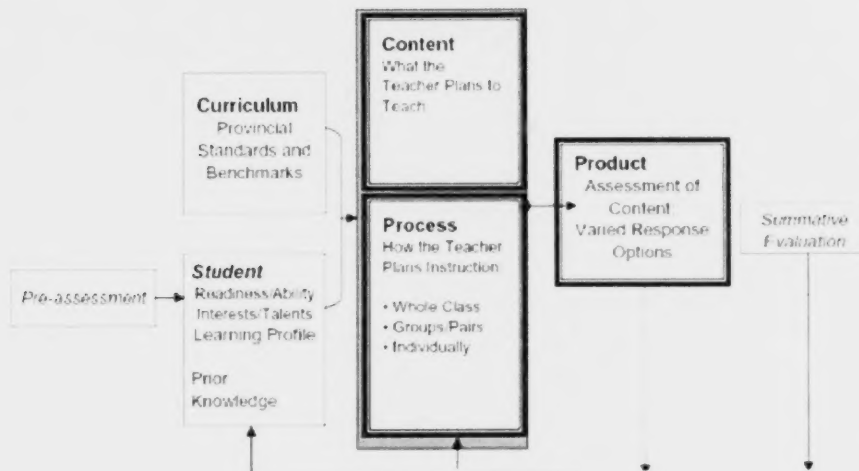 Content
What the
Teacher Plans to
Teach
Curriculum
Provincial
Standards and
Benchmarks
Product
Assessment of
Content
Varied Response
Options
Summative
Evaluation
Process
How the Teacher
Plans Instruction
• Whole Class
• Groups/Pairs
• Individually
Pre-assessment
Student
Readiness/Ability
Interests/Talents
Learning Profile
Prior
Knowledge